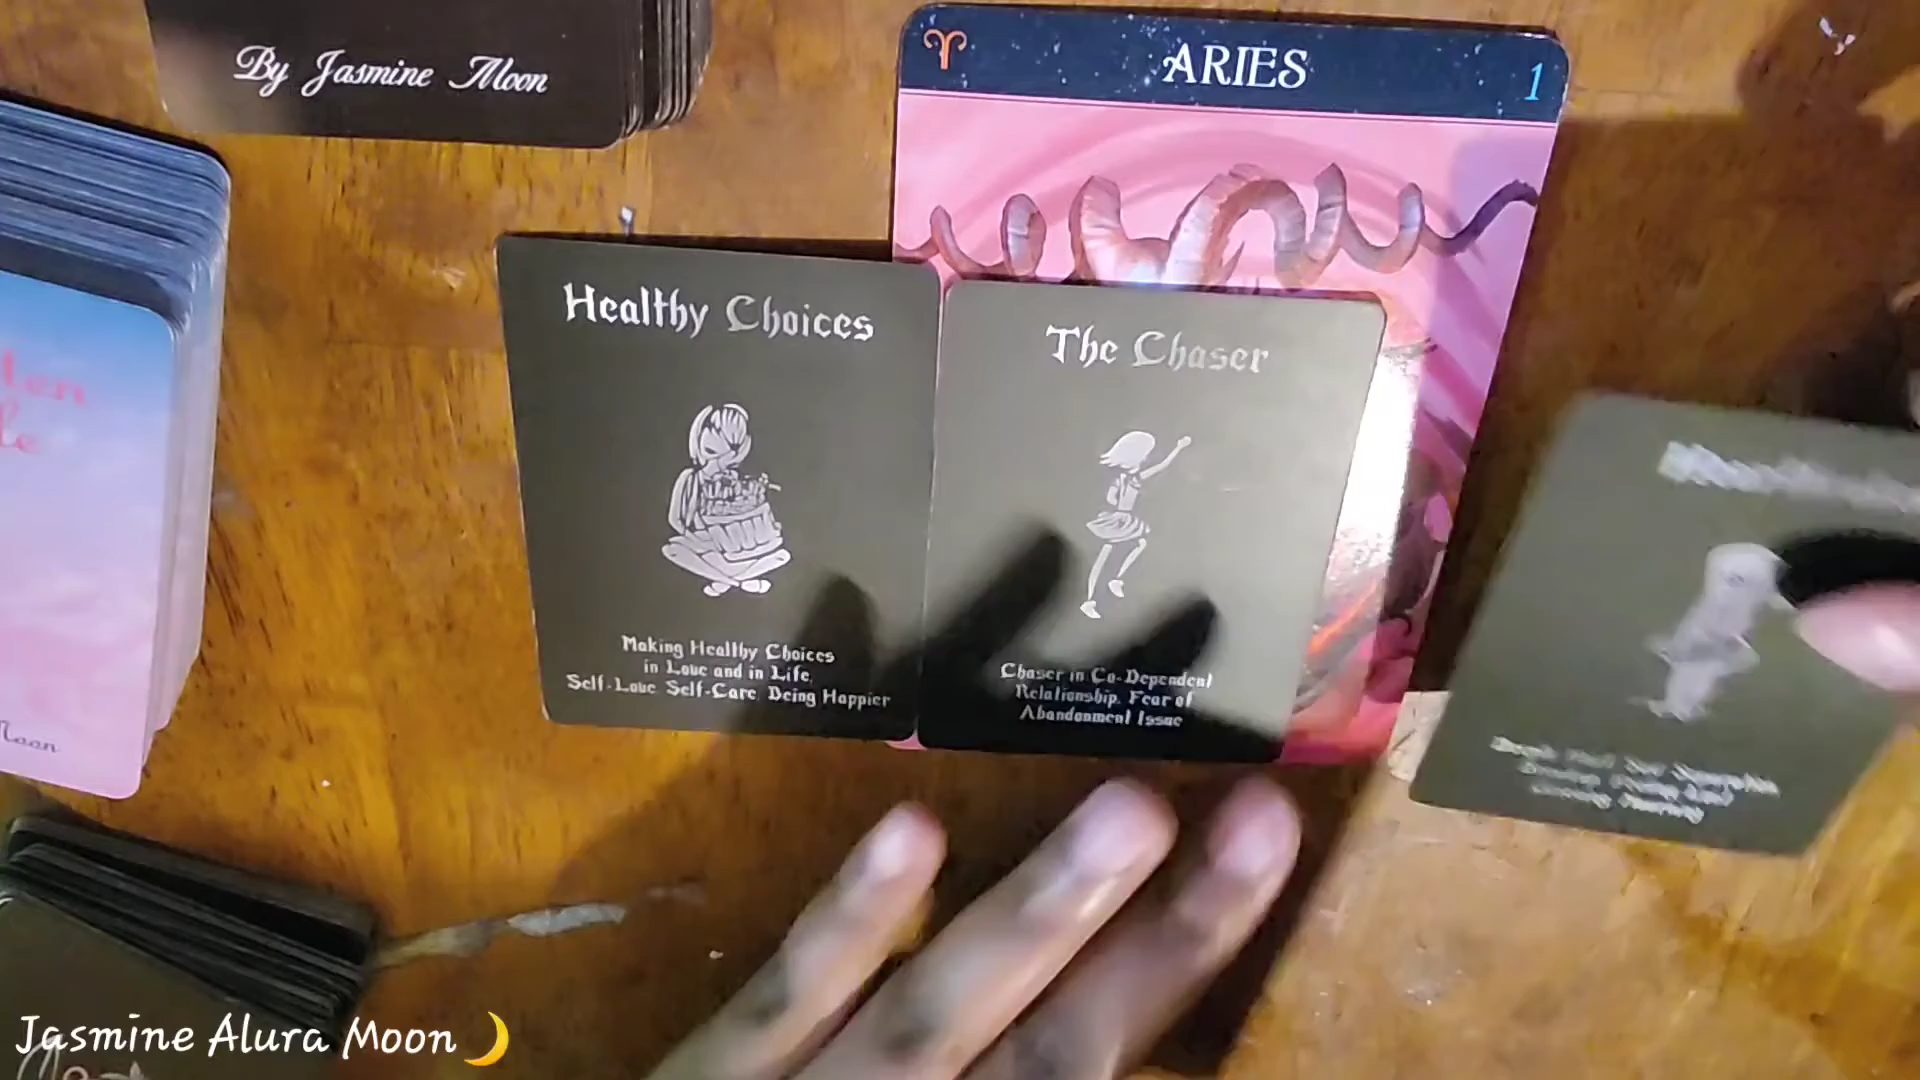 By Jasmine Moon
ARIES
1
Healthy Choices
Making Healthy Choices
in Love and in Life.
Self-Love Self-Care Being Happier
The Chaser
Chaser in Co-Dependent
Relationship. Fear of
Abandonment Issue
Moon
Jasmine Alura Moon